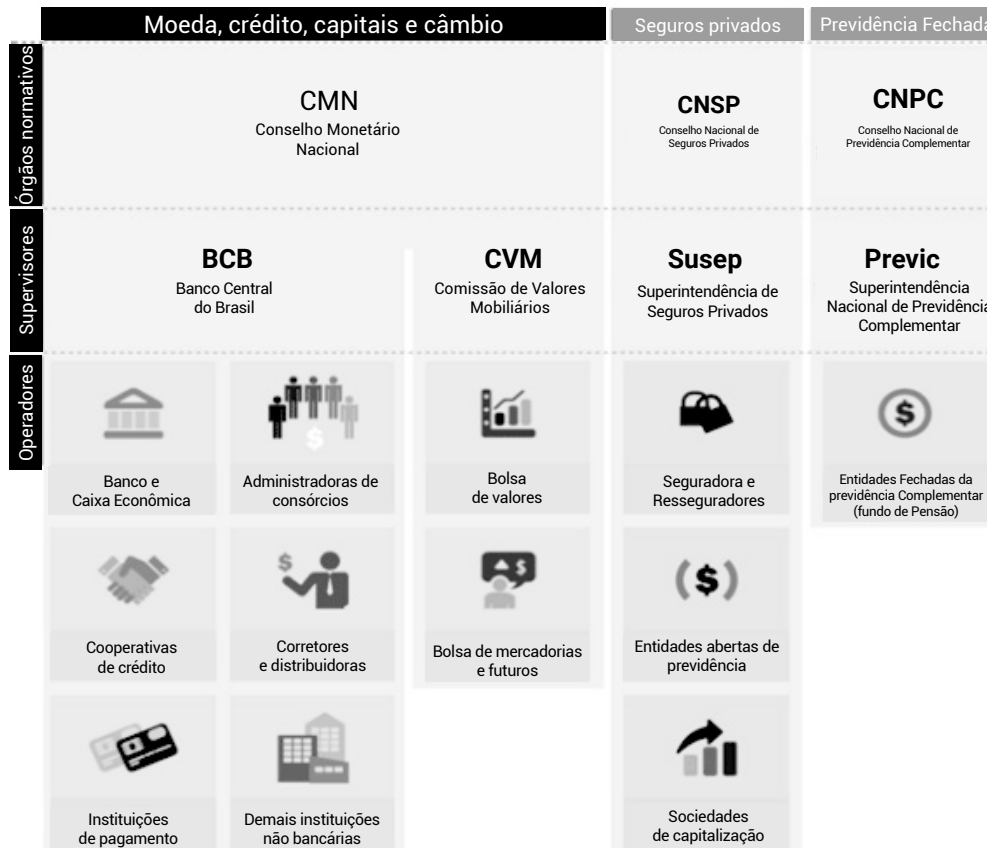 Moeda, crédito, capitais e câmbio
Seguros privados
Previdência Fechada
Órgãos normativos
CMN
Conselho Monetário
Nacional
CNSP
Conselho Nacional de
Seguros Privados
CNPC
Conselho Nacional de
Previdência Complementar
Supervisores
BCB
Banco Central
do Brasil
CVM
Comissão de Valores
Mobiliários
Susep
Superintendência de
Seguros Privados
Previc
Superintendência
Nacional de Previdência
Complementar
Operadores
Banco e
Caixa Econômica
Administradoras de
consórcios
Bolsa
de valores
Seguradora e
Resseguradores
Entidades Fechadas da
previdência Complementar
(fundo de Pensão)
Cooperativas
de crédito
Corretores
e distribuidoras
Bolsa de mercadorias
e futuros
Entidades abertas de
previdência
Instituições
de pagamento
Demais instituições
não bancárias
Sociedades
de capitalização